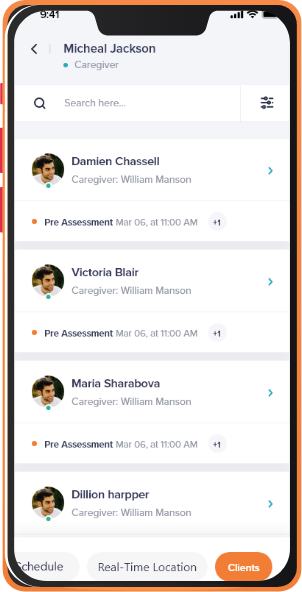 9:41
Micheal Jackson
Caregiver
Search here...
Damien Chassell
Caregiver: William Manson
Pre Assessment Mar 06, at 11:00 AM +1
Victoria Blair
Caregiver: William Manson
Pre Assessment Mar 06, at 11:00 AM +1
Maria Sharabova
Caregiver: William Manson
Pre Assessment Mar 06, at 11:00 AM +1
Dillion harpper
Caregiver: William Manson
Schedule Real-Time Location Clients